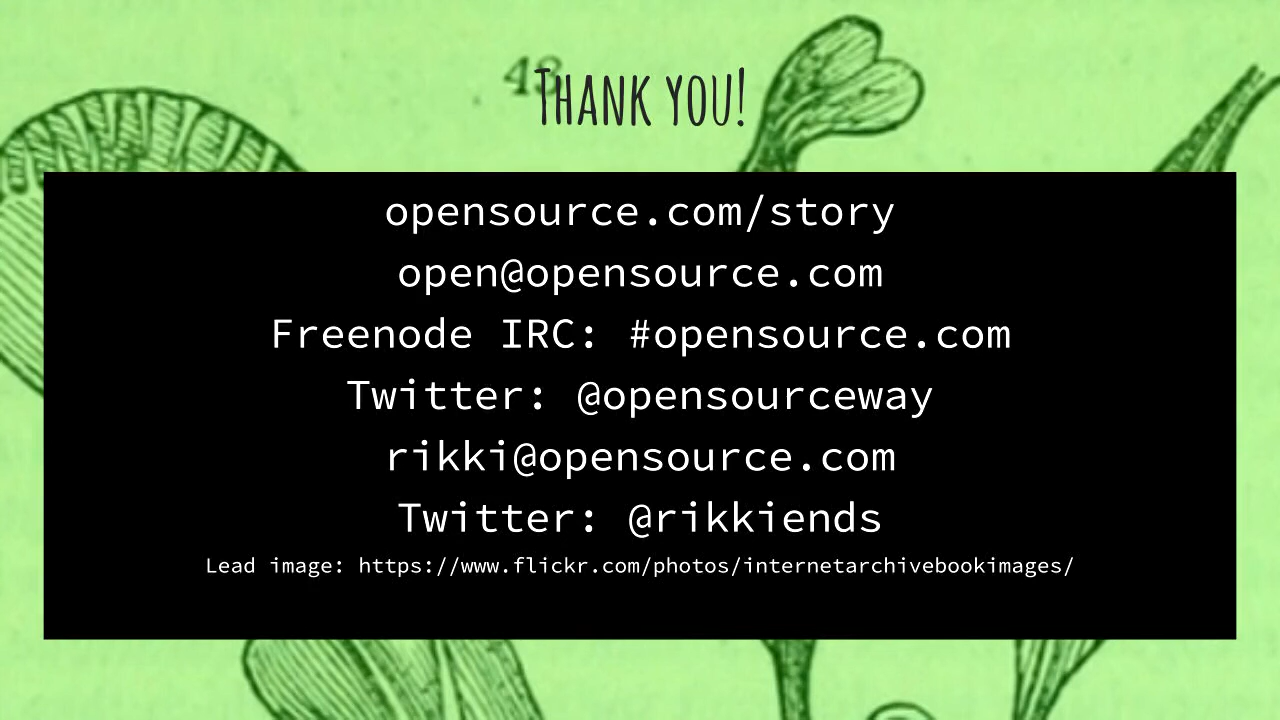 48
Thank you!
opensource.com/story
open@opensource.com
Freenode IRC: #opensource.com
Twitter: @opensourceway
rikki@opensource.com
Twitter: @rikkiends
Lead image: https://www.flickr.com/photos/internetarchivebookimages/